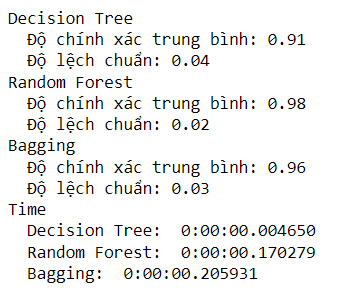 Decision Tree
Độ chính xác trung bình: 0.91
Độ lệch chuẩn: 0.04
Random Forest
Độ chính xác trung bình: 0.98
Độ lệch chuẩn: 0.02
Bagging
Độ chính xác trung bình: 0.96
Độ lệch chuẩn: 0.03
Time
Decision Tree:  0:00:00.004650
Random Forest:  0:00:00.170279
Bagging:  0:00:00.205931